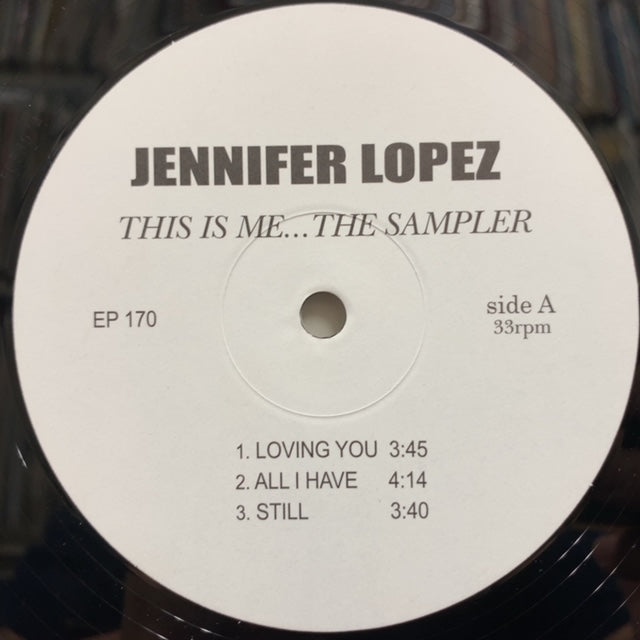 JENNIFER LOPEZ
THIS IS ME...THE SAMPLER
EP 170
side A
33rpm
1. LOVING YOU 3:45
2. ALL I HAVE 4:14
3. STILL 3:40